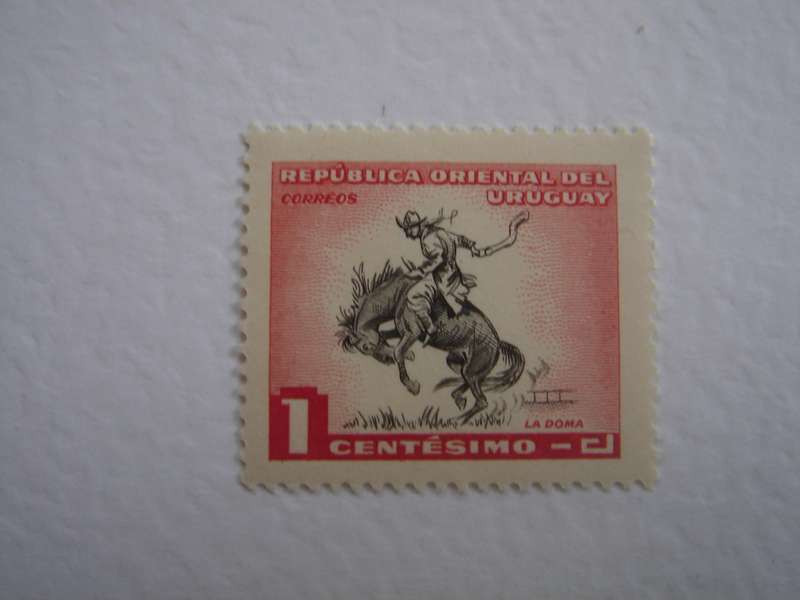 REPÚBLICA ORIENTAL DEL
URUGUAY
CORREOS
LA DOMA
1 CENTÉSIMO